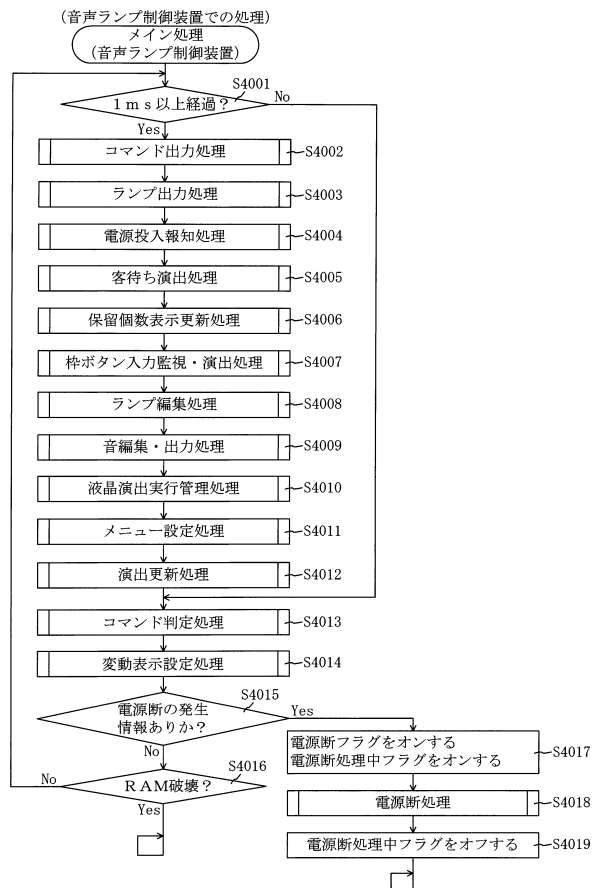 （音声ランプ制御装置での処理）
メイン処理
（音声ランプ制御装置）
S4001
１ｍｓ以上経過？
No
Yes
コマンド出力処理
S4002
ランプ出力処理
S4003
電源投入報知処理
S4004
客待ち演出処理
S4005
保留個数表示更新処理
S4006
枠ボタン入力監視・演出処理
S4007
ランプ編集処理
S4008
音編集・出力処理
S4009
液晶演出実行管理処理
S4010
メニュー設定処理
S4011
演出更新処理
S4012
コマンド判定処理
S4013
変動表示設定処理
S4014
S4015
電源断の発生
情報ありか？
Yes
No
S4016
ＲＡＭ破壊？
No
Yes
電源断フラグをオンする
電源断処理中フラグをオンする
S4017
電源断処理
S4018
電源断処理中フラグをオフする
S4019